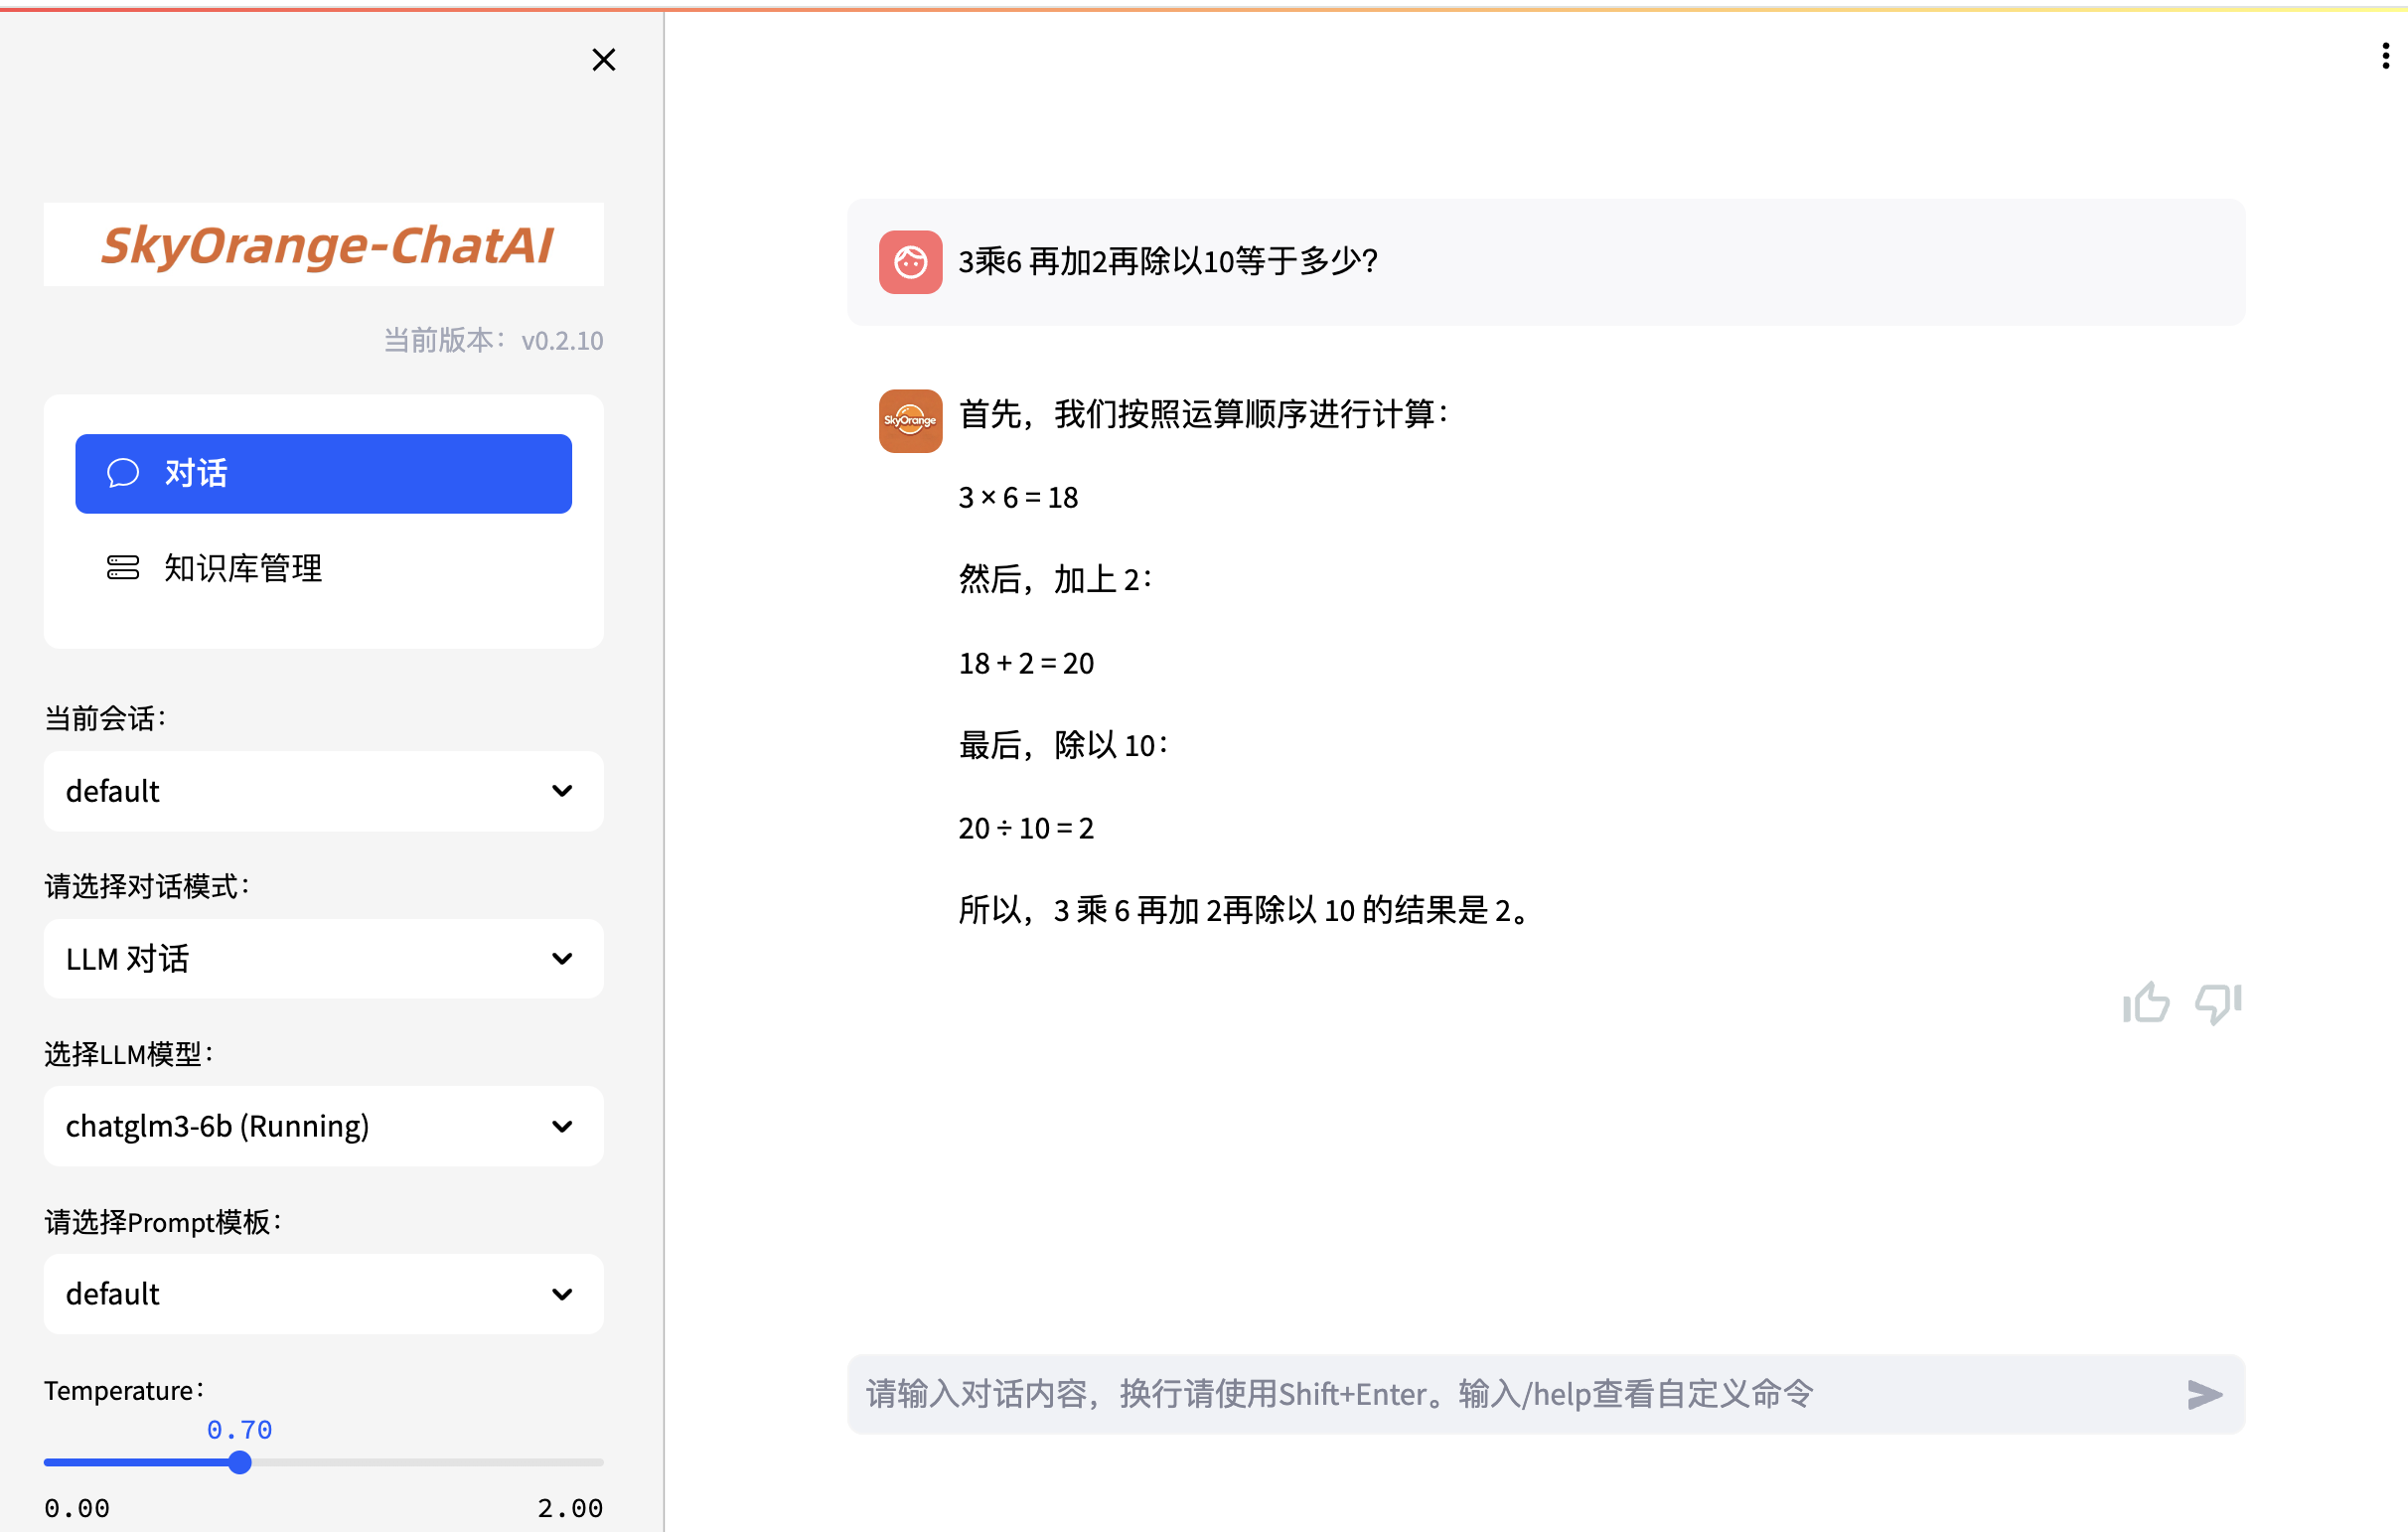 SkyOrange-ChatAI
当前版本：v0.2.10
对话
知识库管理
当前会话：
default
请选择对话模式：
LLM 对话
选择LLM模型：
chatglm3-6b (Running)
请选择Prompt模板：
default
Temperature：
0.70
0.00 2.00
3乘6 再加2再除以10等于多少？
SkyOrange
首先，我们按照运算顺序进行计算：
3 × 6 = 18
然后，加上 2：
18 + 2 = 20
最后，除以 10：
20 ÷ 10 = 2
所以，3 乘 6 再加 2再除以 10 的结果是 2。
请输入对话内容，换行请使用Shift+Enter。输入/help查看自定义命令